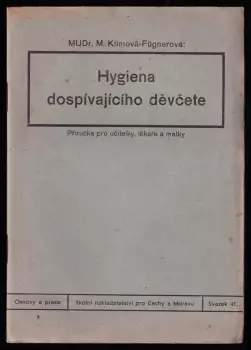 MUDr. M. Klímová-Fügnerová:
Hygiena
dospívajícího děvčete
Příručka pro učitelky, lékaře a matky
Osnovy a praxe
Školní nakladatelství pro Čechy a Moravu
Svazek 41